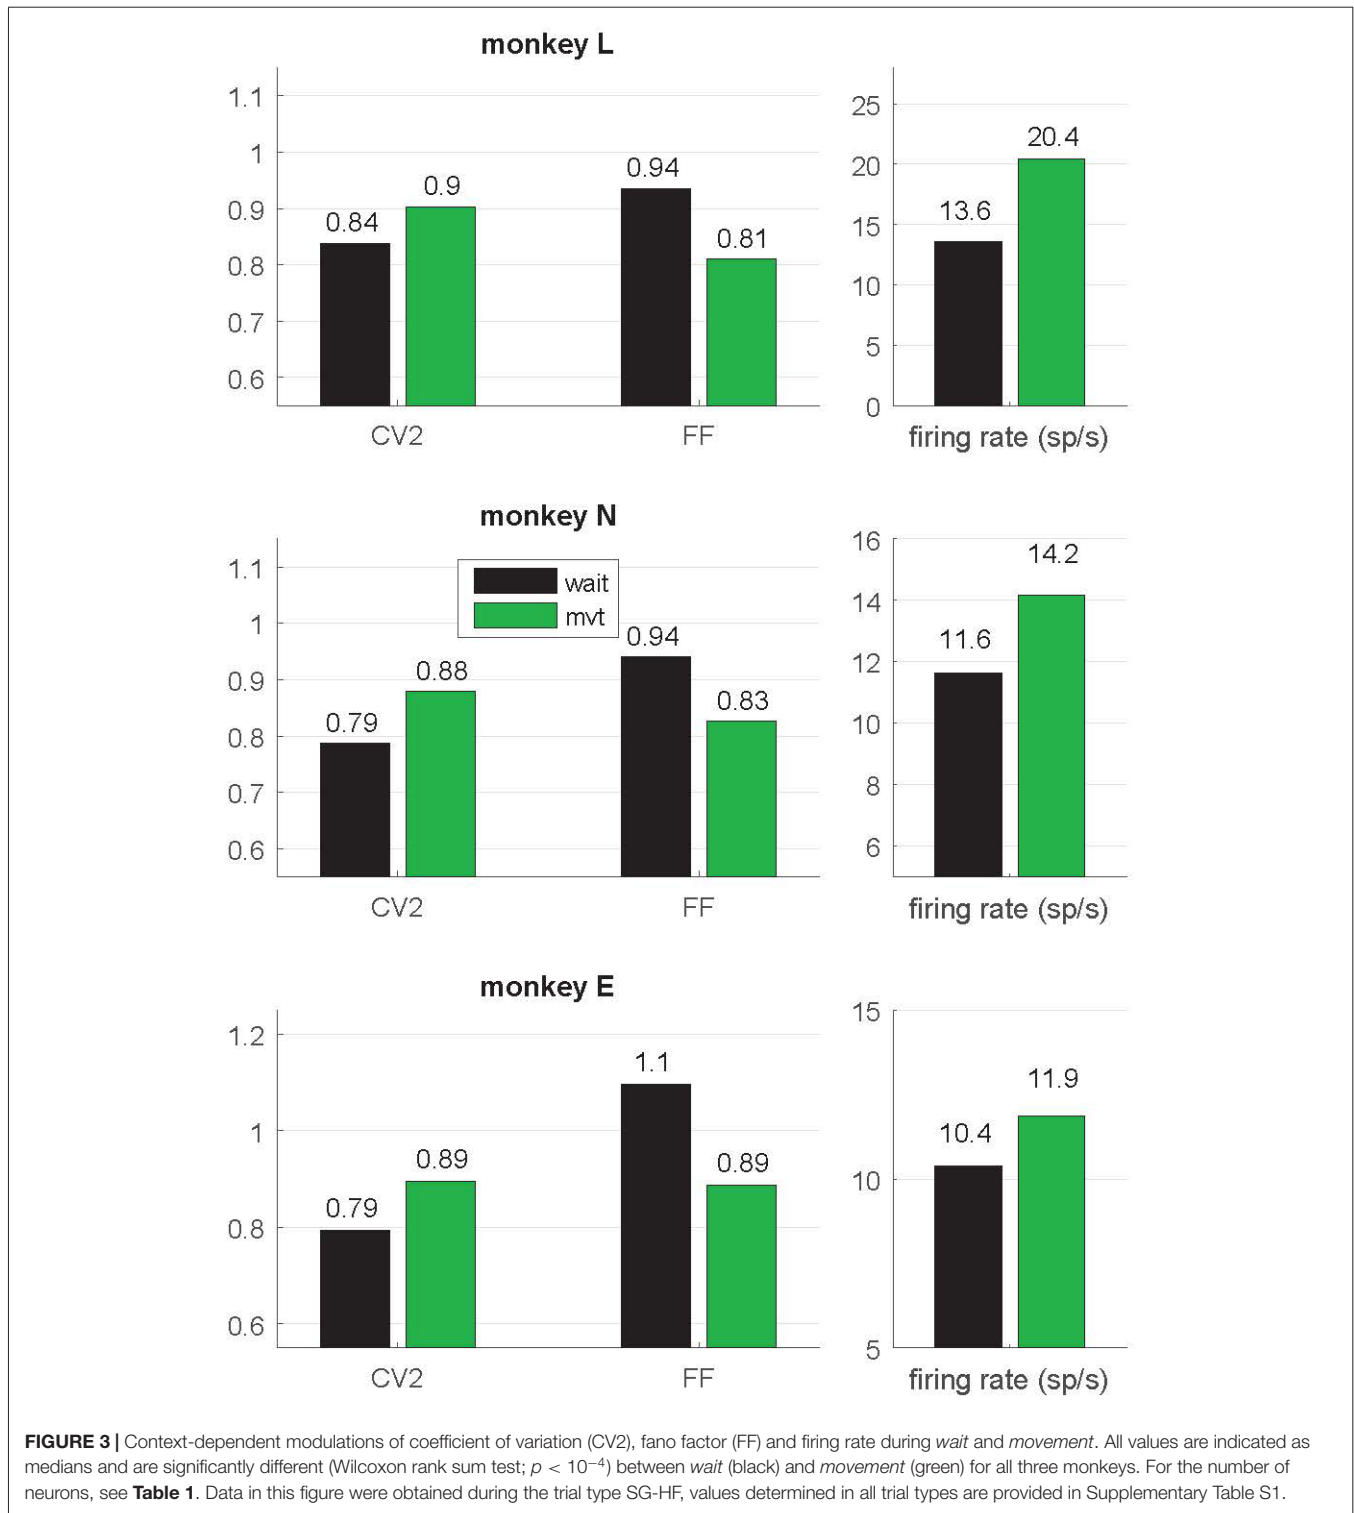 monkey L
1.1
1
0.9
0.8
0.7
0.6
0.84
0.9
0.94
0.81
CV2
FF
25
20
15
10
5
0
13.6
20.4
firing rate (sp/s)
monkey N
1.1
1
0.9
0.8
0.7
0.6
wait
mvt
0.79
0.88
0.94
0.83
CV2
FF
16
14
12
10
8
6
11.6
14.2
firing rate (sp/s)
monkey E
1.2
1
0.8
0.6
0.79
0.89
1.1
0.89
CV2
FF
15
10
5
10.4
11.9
firing rate (sp/s)
FIGURE 3 | Context-dependent modulations of coefficient of variation (CV2), fano factor (FF) and firing rate during wait and movement. All values are indicated as
medians and are significantly different (Wilcoxon rank sum test; p < 10⁻⁴) between wait (black) and movement (green) for all three monkeys. For the number of
neurons, see Table 1. Data in this figure were obtained during the trial type SG-HF, values determined in all trial types are provided in Supplementary Table S1.